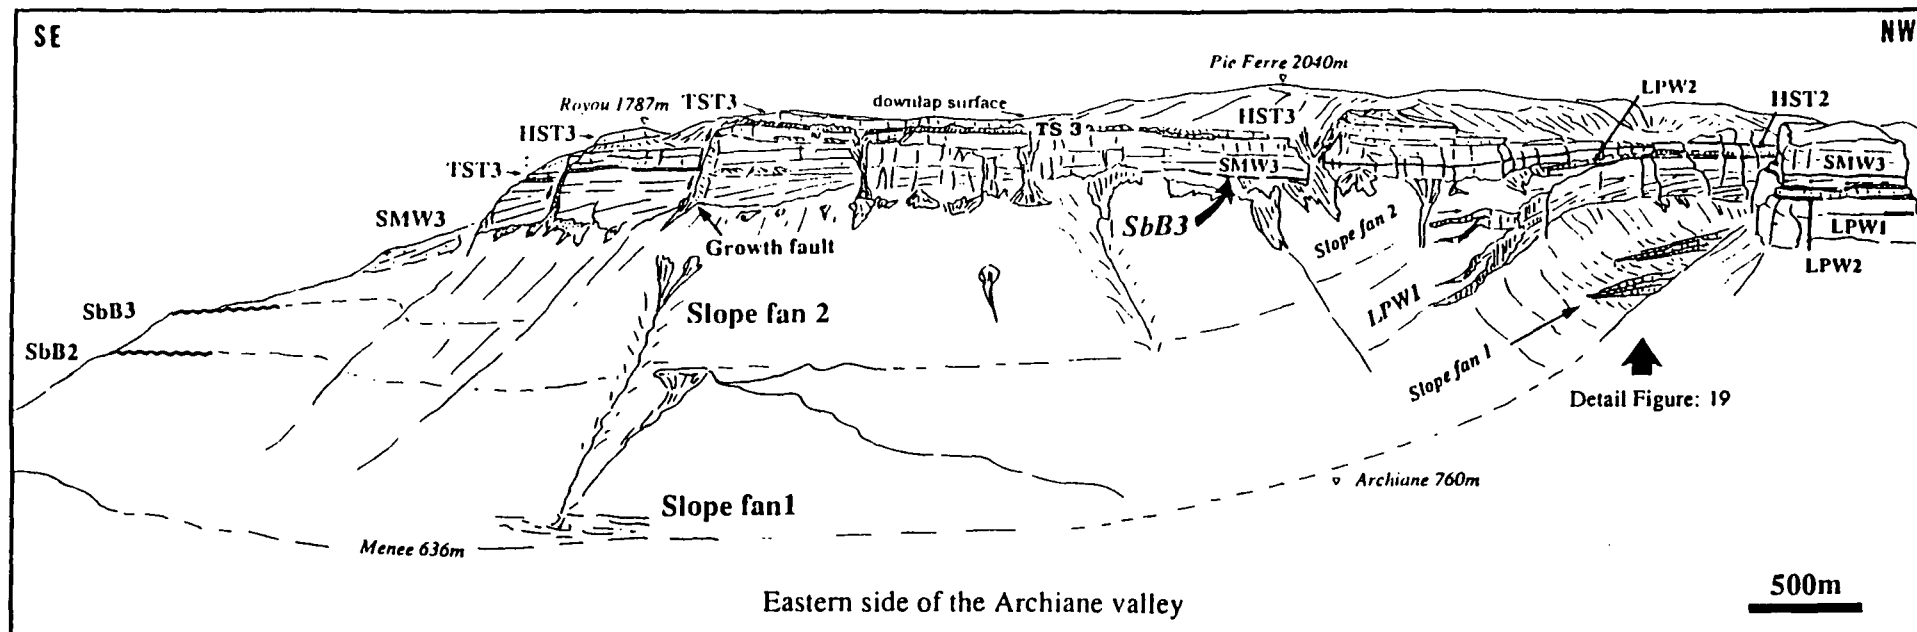 SE
NW
Pie Ferre 2040m
Royou 1787m
TST3
downlap surface
LPW2
HST2
HST3
HST3
TS 3
TST3
SMW3
SMW3
SMW3
SbB3
Slope fan 2
LPW1
LPW2
Growth fault
SbB3
Slope fan 2
LPW1
SbB2
Slope fan 1
Detail Figure: 19
Archiane 760m
Slope fan1
Menee 636m
500m
Eastern side of the Archiane valley